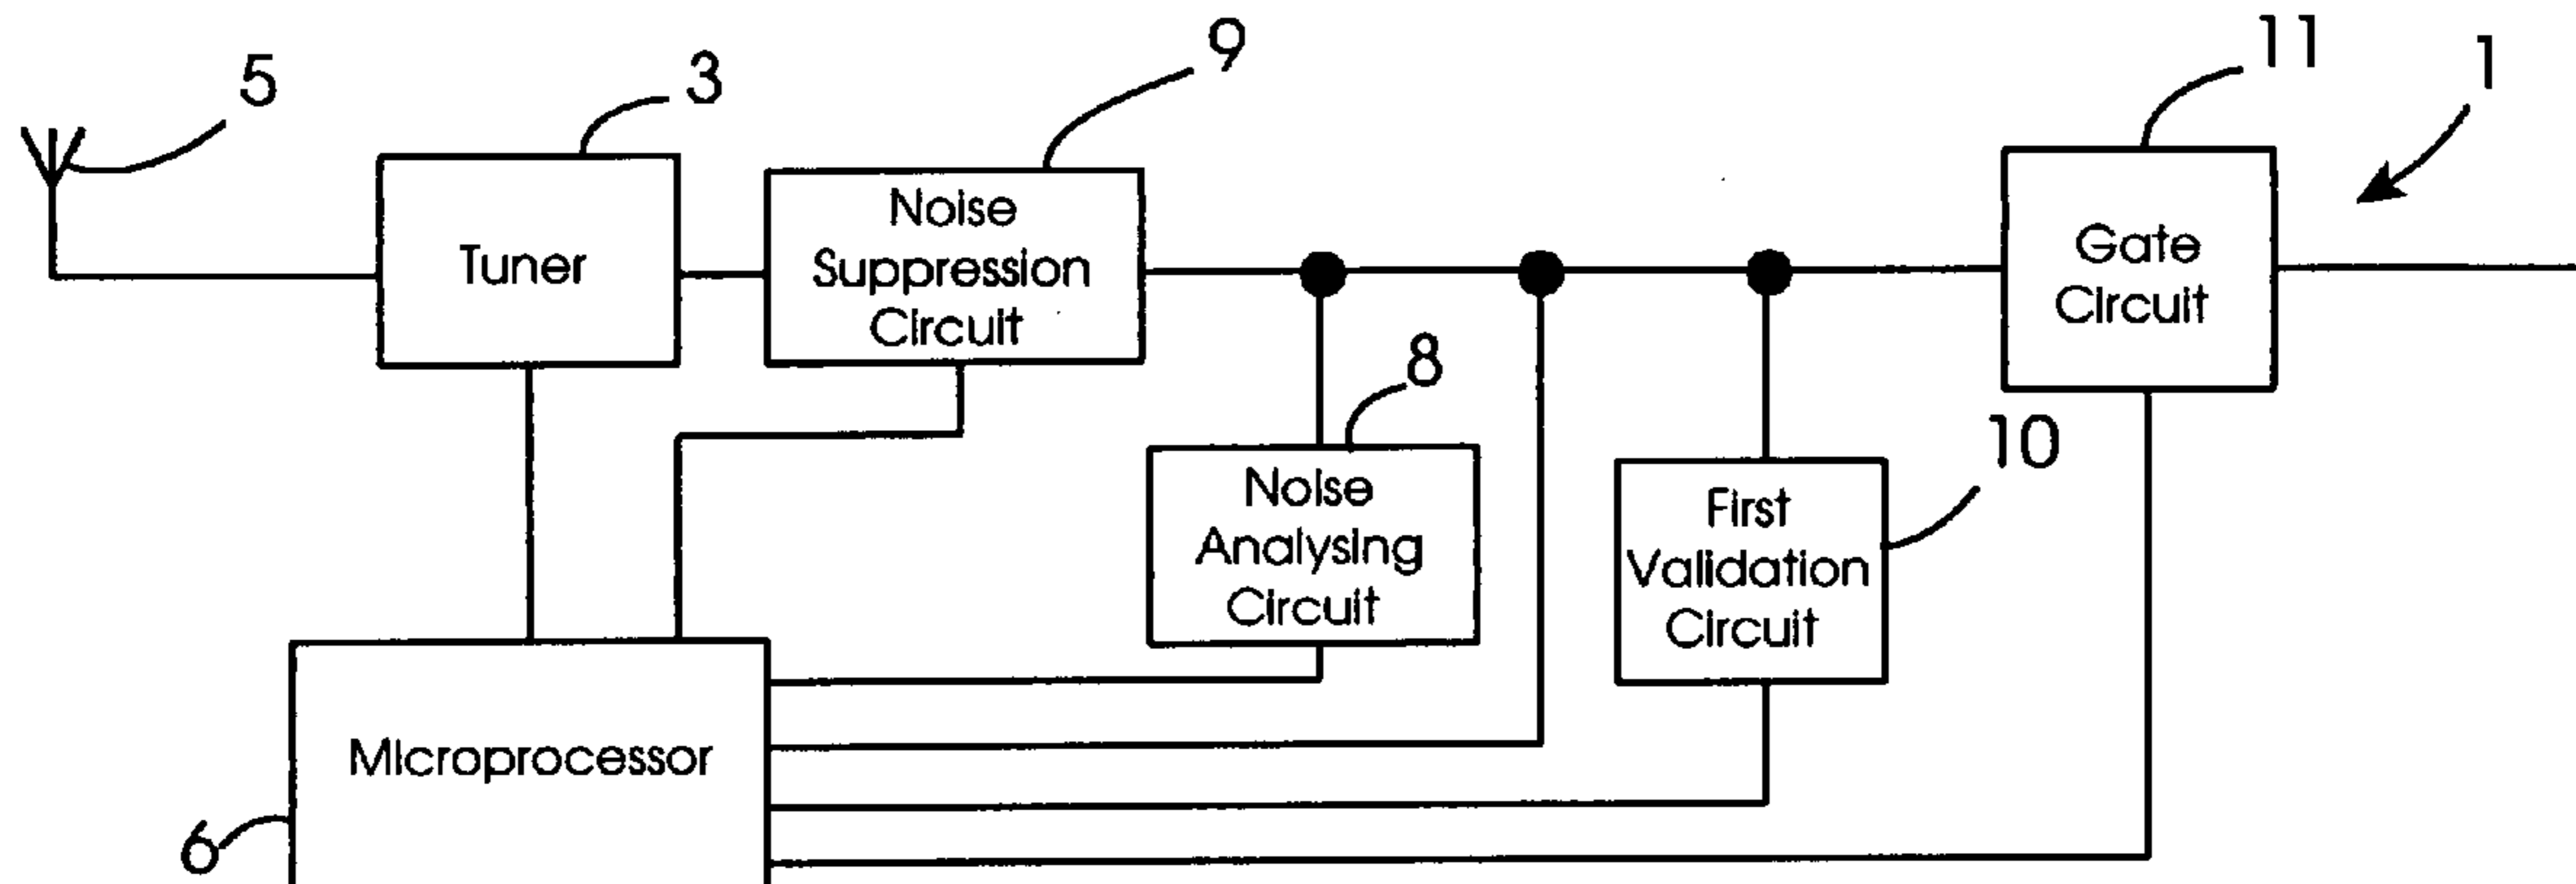 5
3
9
11
1
Tuner
Noise
Suppression
Circuit
Gate
Circuit
8
10
Noise
Analysing
Circuit
First
Validation
Circuit
Microprocessor
6